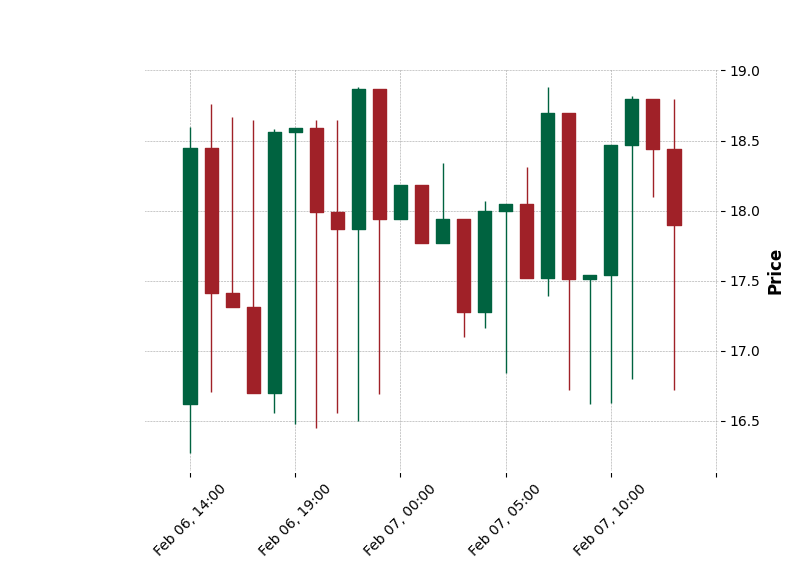 19.0
18.5
18.0
17.5
17.0
16.5
Price
Feb 06, 14:00
Feb 06, 19:00
Feb 07, 00:00
Feb 07, 05:00
Feb 07, 10:00